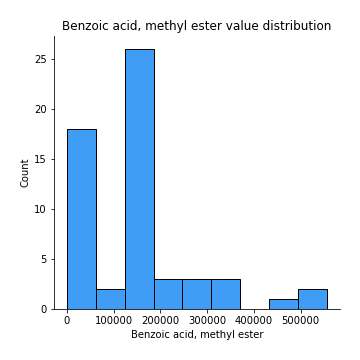 Benzoic acid, methyl ester value distribution
25
20
15
10
5
0
Count
0 100000 200000 300000 400000 500000
Benzoic acid, methyl ester